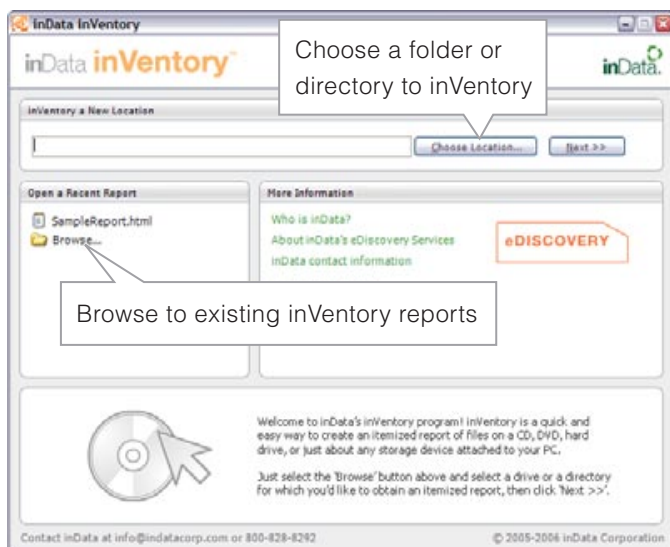 inData inVentory
inData inVentory™
Choose a folder or
directory to inVentory
inData.
inVentory a New Location
Choose Location...
Next >>
Open a Recent Report
SampleReport.html
Browse...
More Information
Who is inData?
About inData's eDiscovery Services
inData contact information
eDISCOVERY
Browse to existing inVentory reports
Welcome to inData's inVentory program! inVentory is a quick and
easy way to create an itemized report of files on a CD, DVD, hard
drive, or just about any storage device attached to your PC.
Just select the 'Browse' button above and select a drive or a directory
for which you'd like to obtain an itemized report, then click 'Next >>'.
Contact inData at info@indatacorp.com or 800-828-8292
© 2005-2006 inData Corporation